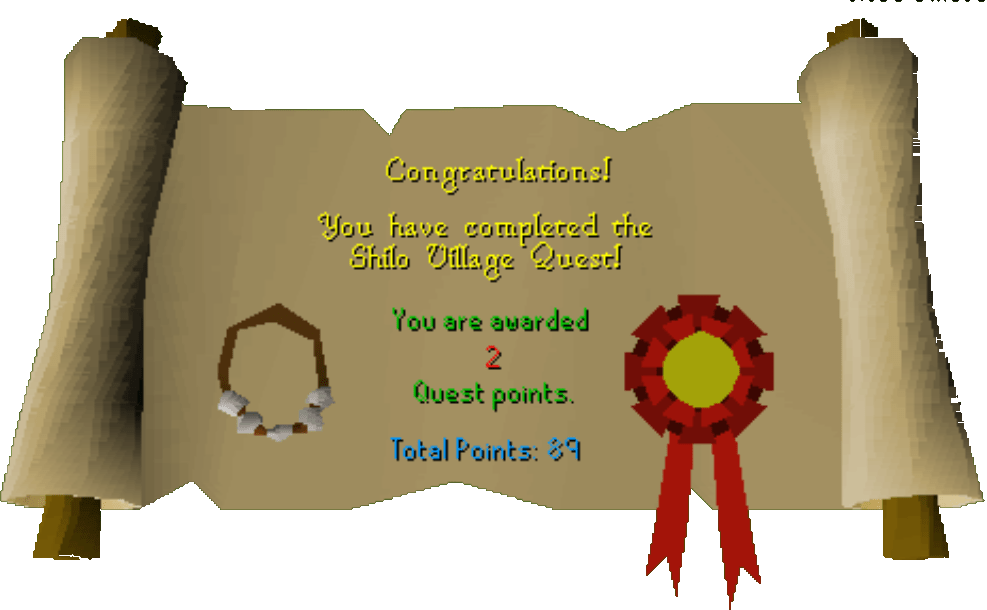 Congratulations!
You have completed the
Shilo Village Quest!
You are awarded
2
Quest points.
Total Points: 89